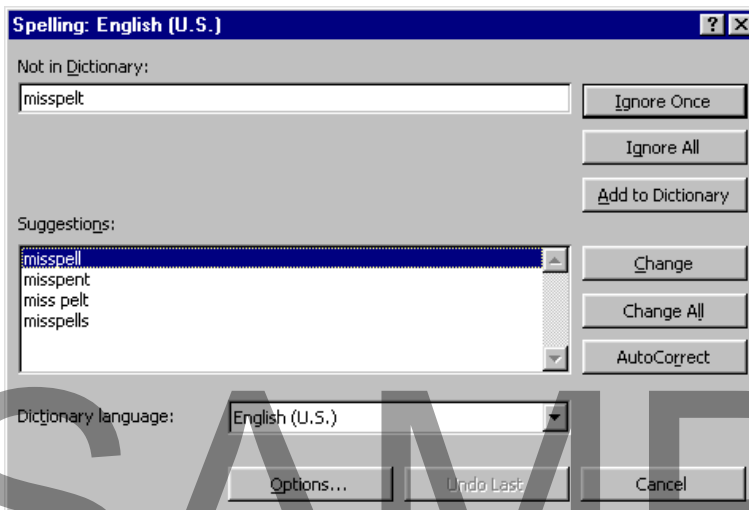 Spelling: English (U.S.)
Not in Dictionary:
misspelt
Ignore Once
Ignore All
Add to Dictionary
Suggestions:
misspell
misspent
miss pelt
misspells
Change
Change All
AutoCorrect
Dictionary language:
English (U.S.)
Options...
Undo Last
Cancel